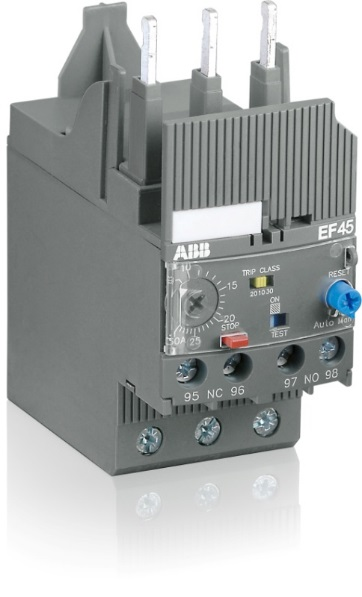 EF45
ABB
TRIP CLASS
RESET
10
15
20 10 30
ON
20
STOP
25
TEST
Auto Man
95 NC 96
97 NO 98